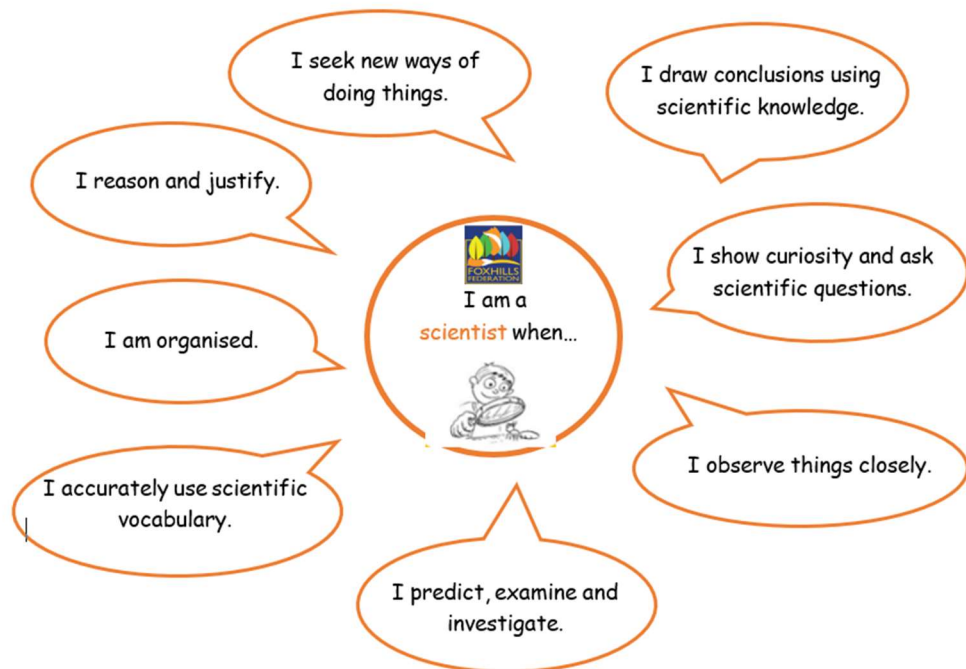 I seek new ways of
doing things.
I draw conclusions using
scientific knowledge.
I reason and justify.
I show curiosity and ask
scientific questions.
FOXHILLS
FEDERATION
I am a
scientist when...
I am organised.
I observe things closely.
I accurately use scientific
vocabulary.
I predict, examine and
investigate.